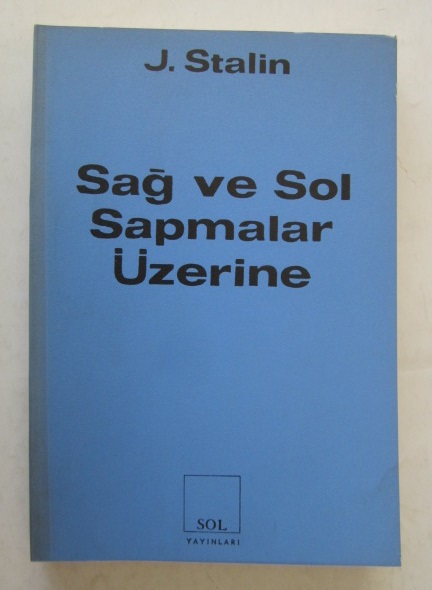 J. Stalin
Sağ ve Sol
Sapmalar
Üzerine
SOL
YAYINLARI